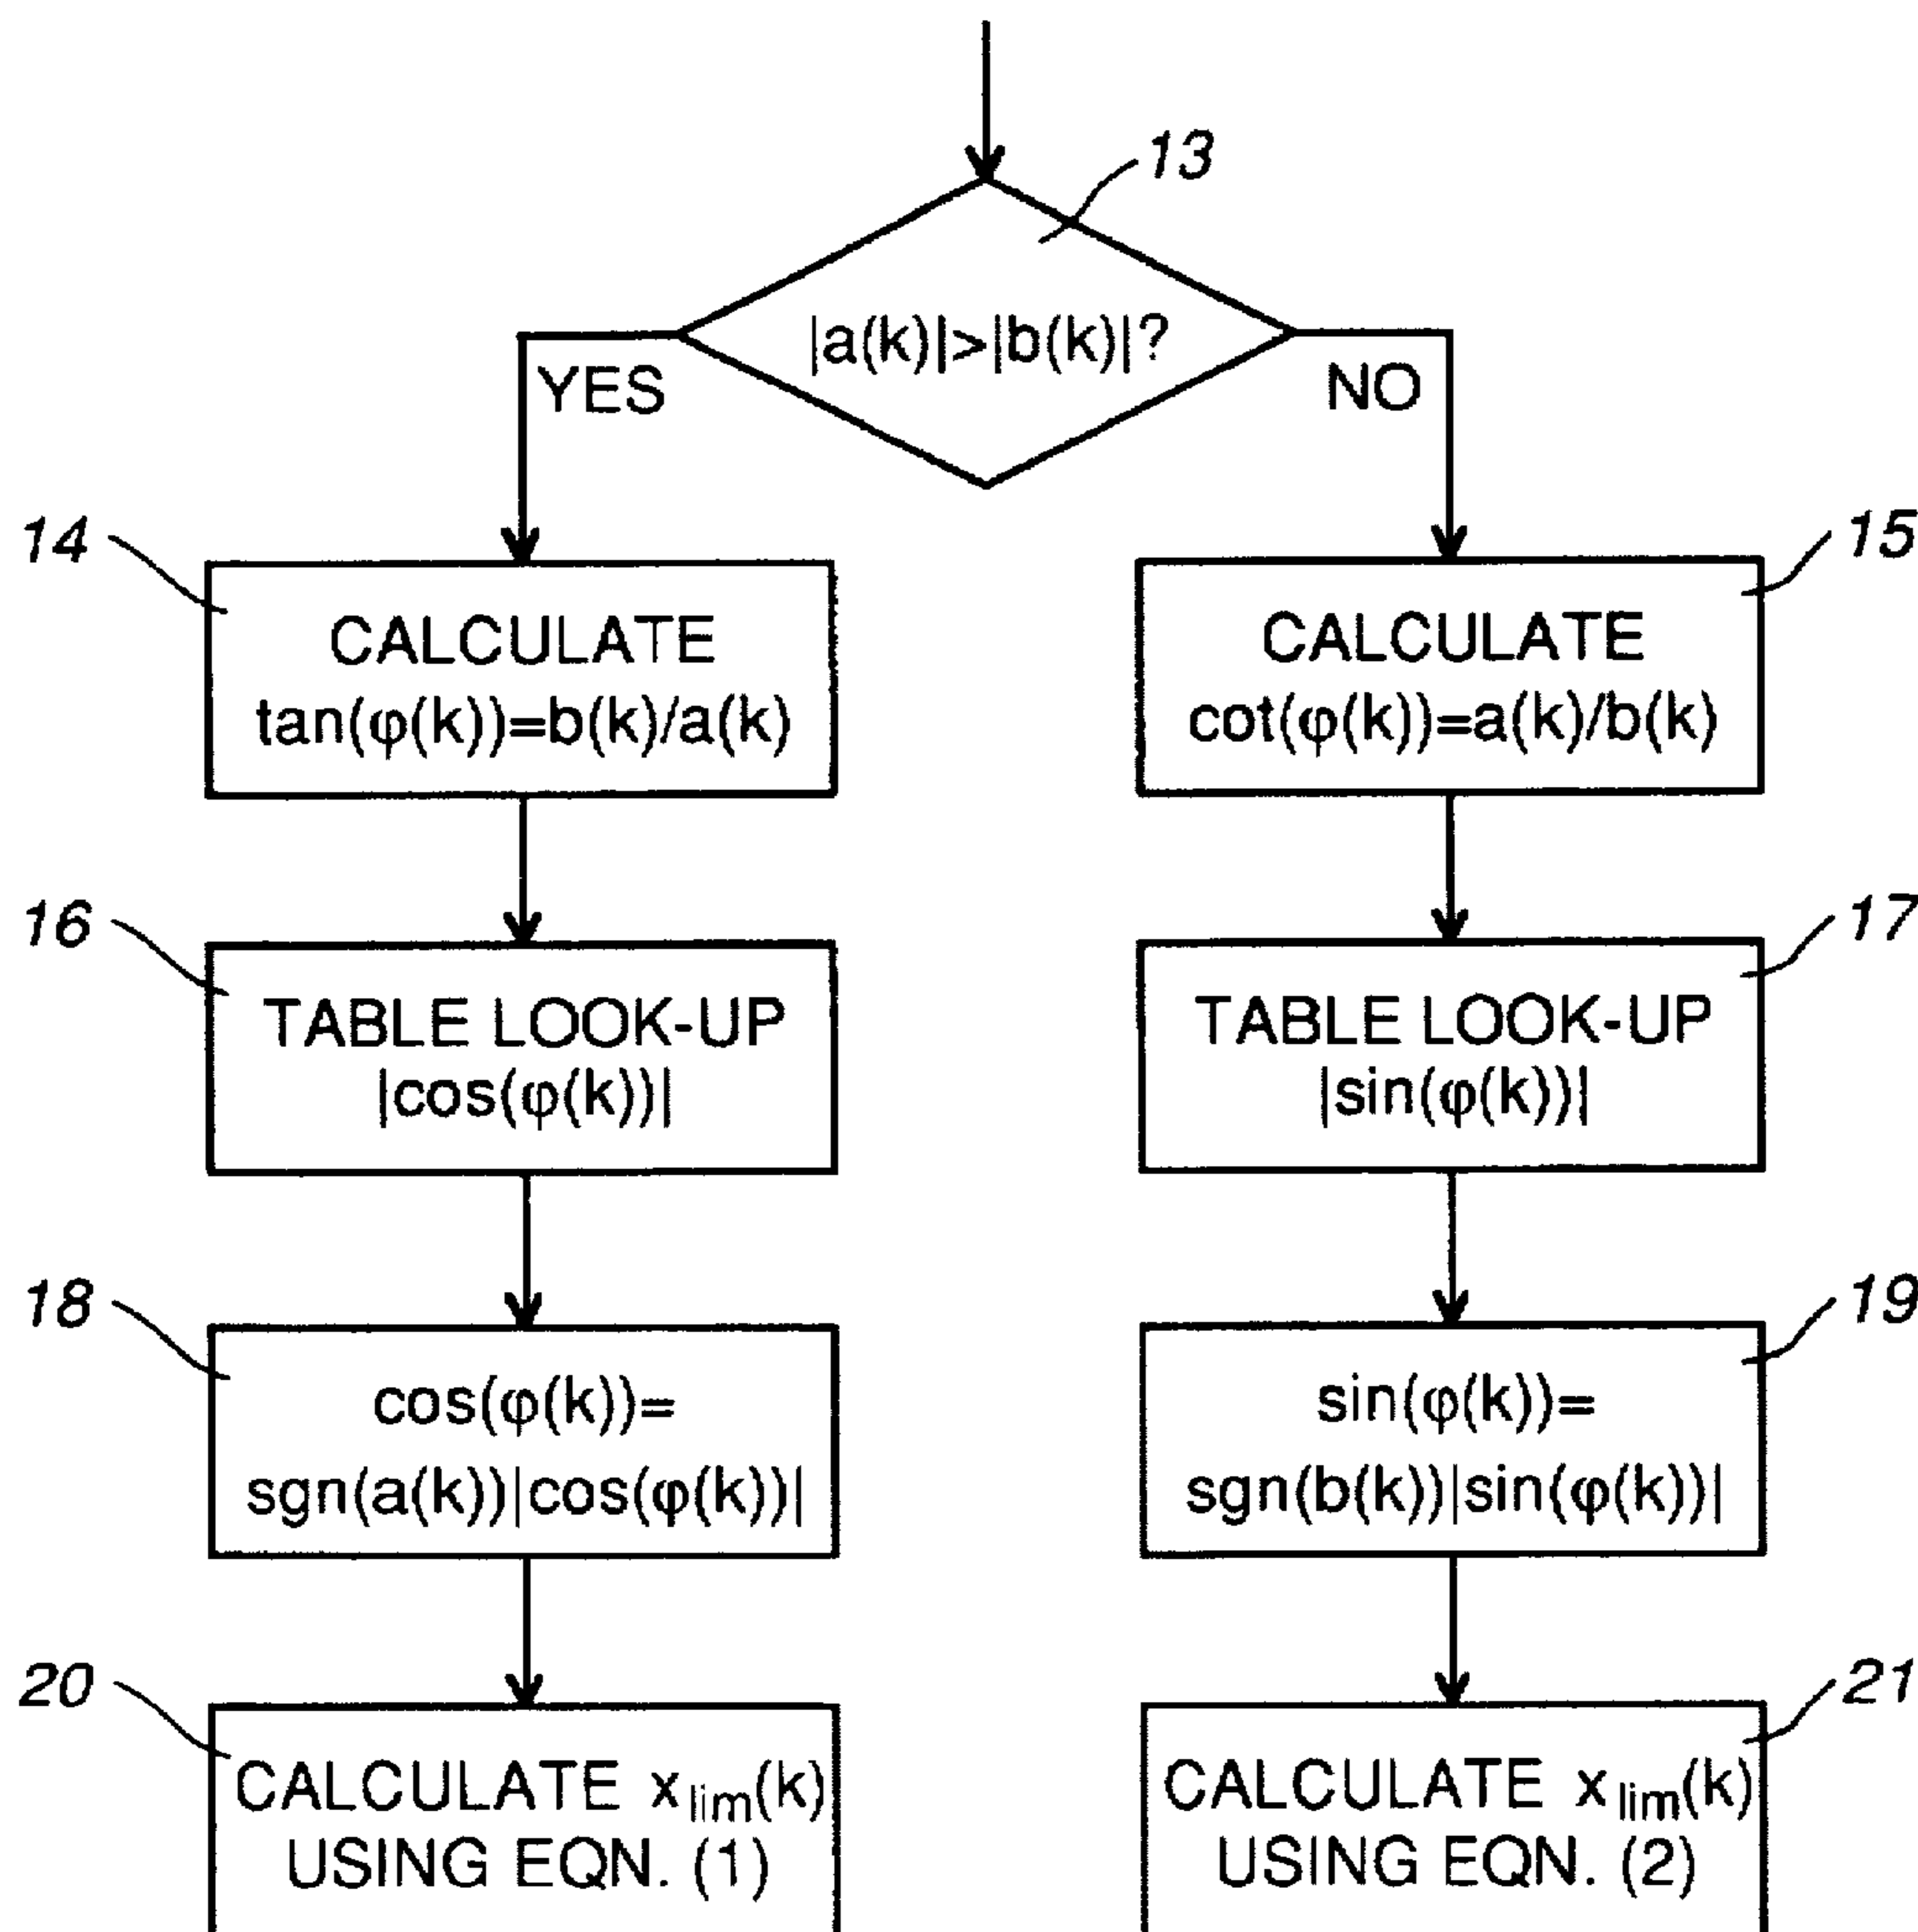 13
|a(k)|>|b(k)|?
YES
NO
14
CALCULATE
tan(φ(k))=b(k)/a(k)
15
CALCULATE
cot(φ(k))=a(k)/b(k)
16
TABLE LOOK-UP
|cos(φ(k))|
17
TABLE LOOK-UP
|sin(φ(k))|
18
cos(φ(k))=
sgn(a(k))|cos(φ(k))|
19
sin(φ(k))=
sgn(b(k))|sin(φ(k))|
20
CALCULATE x_lim(k)
USING EQN. (1)
21
CALCULATE x_lim(k)
USING EQN. (2)